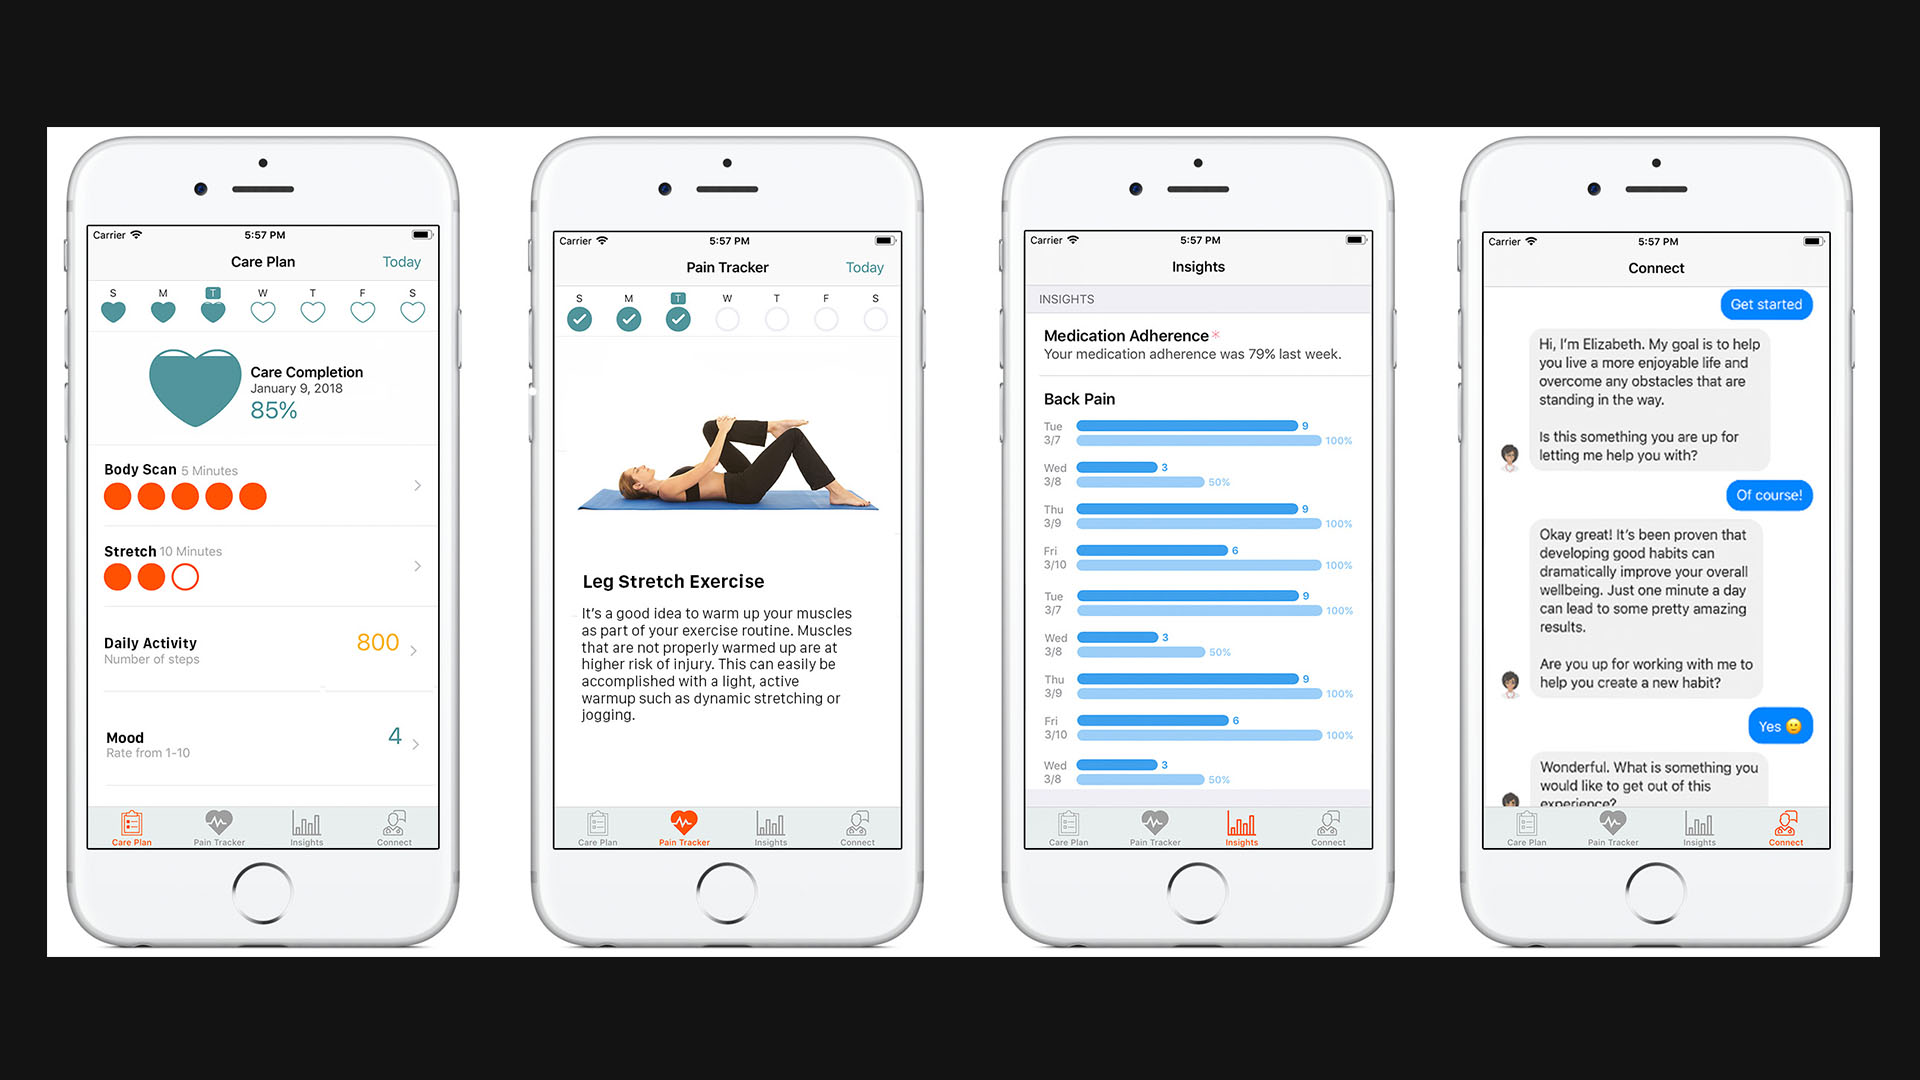 Carrier 5:57 PM
Care Plan Today
S M T W T F S
Care Completion
January 9, 2018
85%
Body Scan 5 Minutes
Stretch 10 Minutes
Daily Activity 800
Number of steps
Mood 4
Rate from 1-10
Care Plan Pain Tracker Insights Connect
Carrier 5:57 PM
Pain Tracker Today
S M T W T F S
Leg Stretch Exercise
It's a good idea to warm up your muscles
as part of your exercise routine. Muscles
that are not properly warmed up are at
higher risk of injury. This can easily be
accomplished with a light, active
warmup such as dynamic stretching or
jogging.
Care Plan Pain Tracker Insights Connect
Carrier 5:57 PM
Insights
INSIGHTS
Medication Adherence*
Your medication adherence was 79% last week.
Back Pain
Tue 9
3/7 100%
Wed 3
3/8 50%
Thu 9
3/9 100%
Fri 6
3/10 100%
Tue 9
3/7 100%
Wed 3
3/8 50%
Thu 9
3/9 100%
Fri 6
3/10 100%
Wed 3
3/8 50%
Care Plan Pain Tracker Insights Connect
Carrier 5:57 PM
Connect
Get started
Hi, I'm Elizabeth. My goal is to help
you live a more enjoyable life and
overcome any obstacles that are
standing in the way.
Is this something you are up for
letting me help you with?
Of course!
Okay great! It's been proven that
developing good habits can
dramatically improve your overall
wellbeing. Just one minute a day
can lead to some pretty amazing
results.
Are you up for working with me to
help you create a new habit?
Yes 🙂
Wonderful. What is something you
would like to get out of this
experience?
Care Plan Pain Tracker Insights Connect